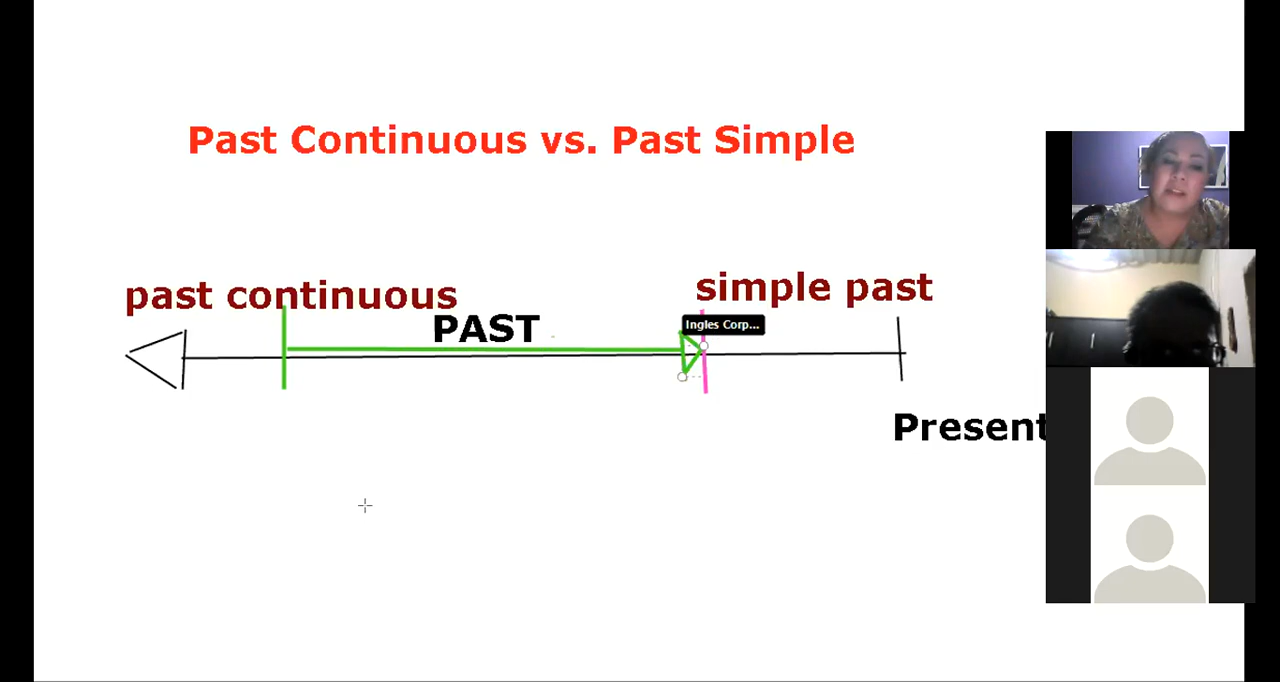 Past Continuous vs. Past Simple
past continuous
simple past
PAST
Ingles Corp...
Present